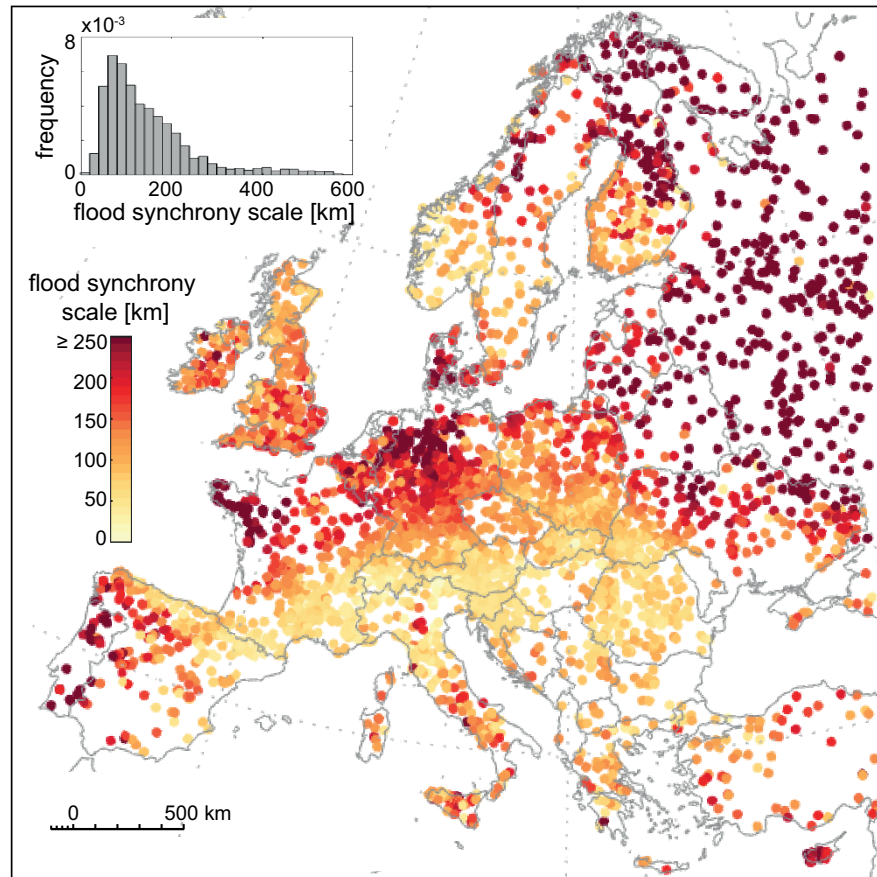 8
x10⁻³
frequency
0
0
200
400
600
flood synchrony scale [km]
flood synchrony
scale [km]
≥ 250
200
150
100
50
0
0
500 km